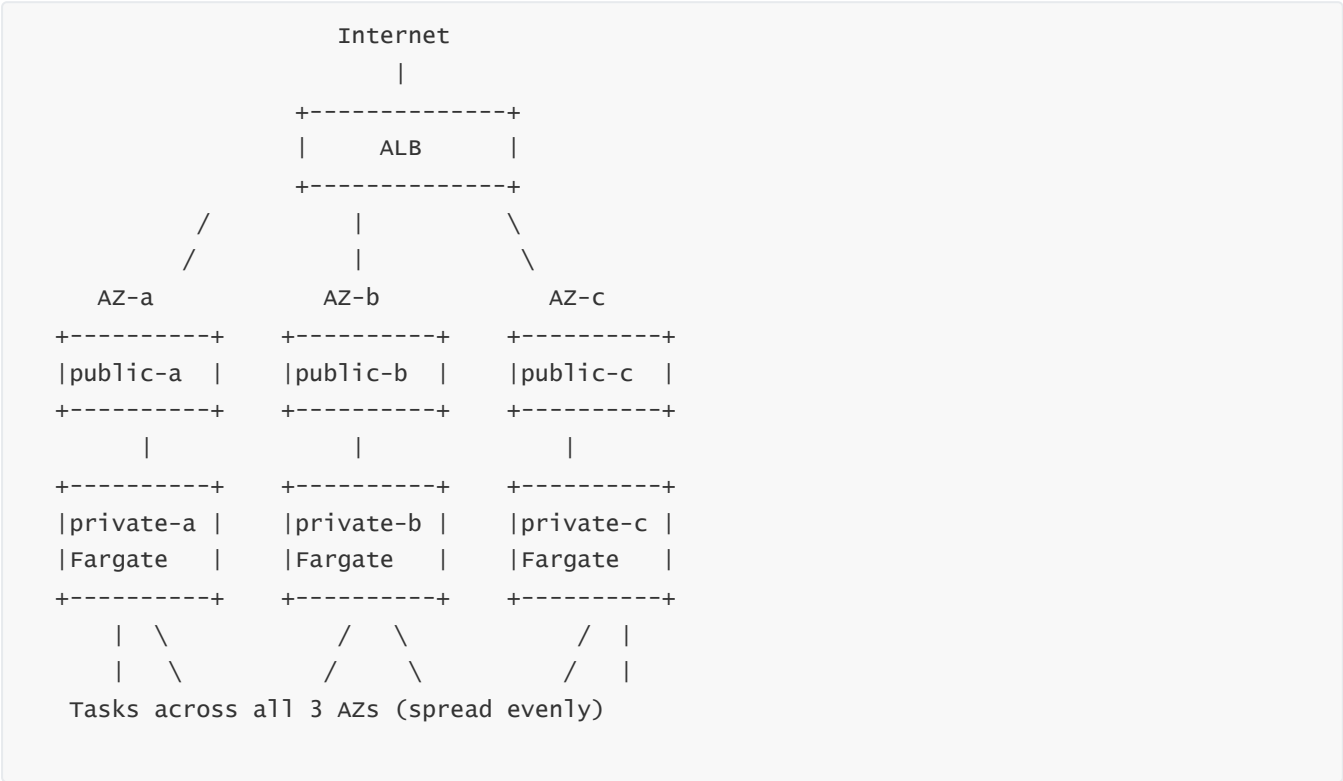 Internet
                        |
                 +--------------+
                 |     ALB      |
                 +--------------+
          /          |          \
         /           |           \
   AZ-a           AZ-b           AZ-c
+----------+    +----------+    +----------+
|public-a  |    |public-b  |    |public-c  |
+----------+    +----------+    +----------+
      |              |              |
+----------+    +----------+    +----------+
|private-a |    |private-b |    |private-c |
|Fargate   |    |Fargate   |    |Fargate   |
+----------+    +----------+    +----------+
    |  \            /   \            /  |
    |   \          /     \          /   |
 Tasks across all 3 AZs (spread evenly)